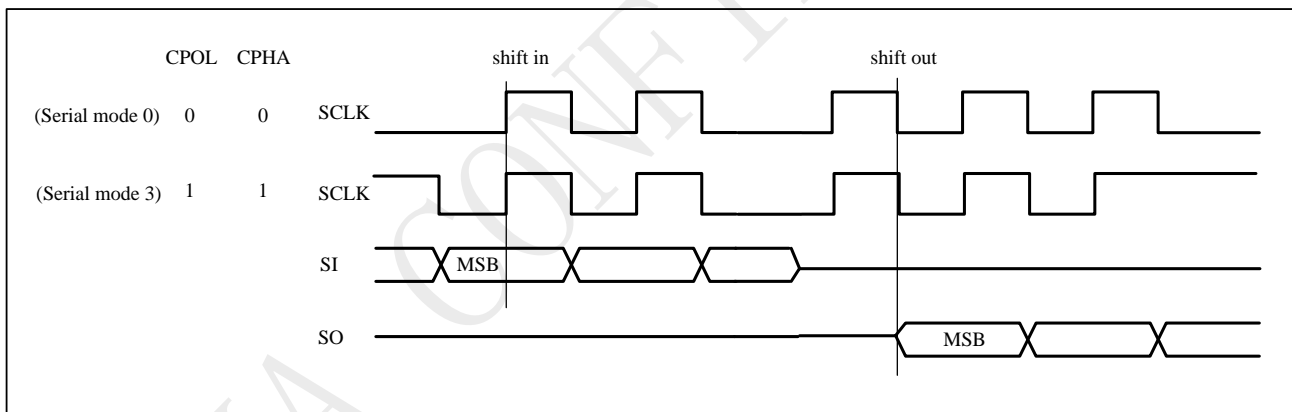 CPOL CPHA shift in shift out
(Serial mode 0) 0 0 SCLK
(Serial mode 3) 1 1 SCLK
SI MSB
SO MSB